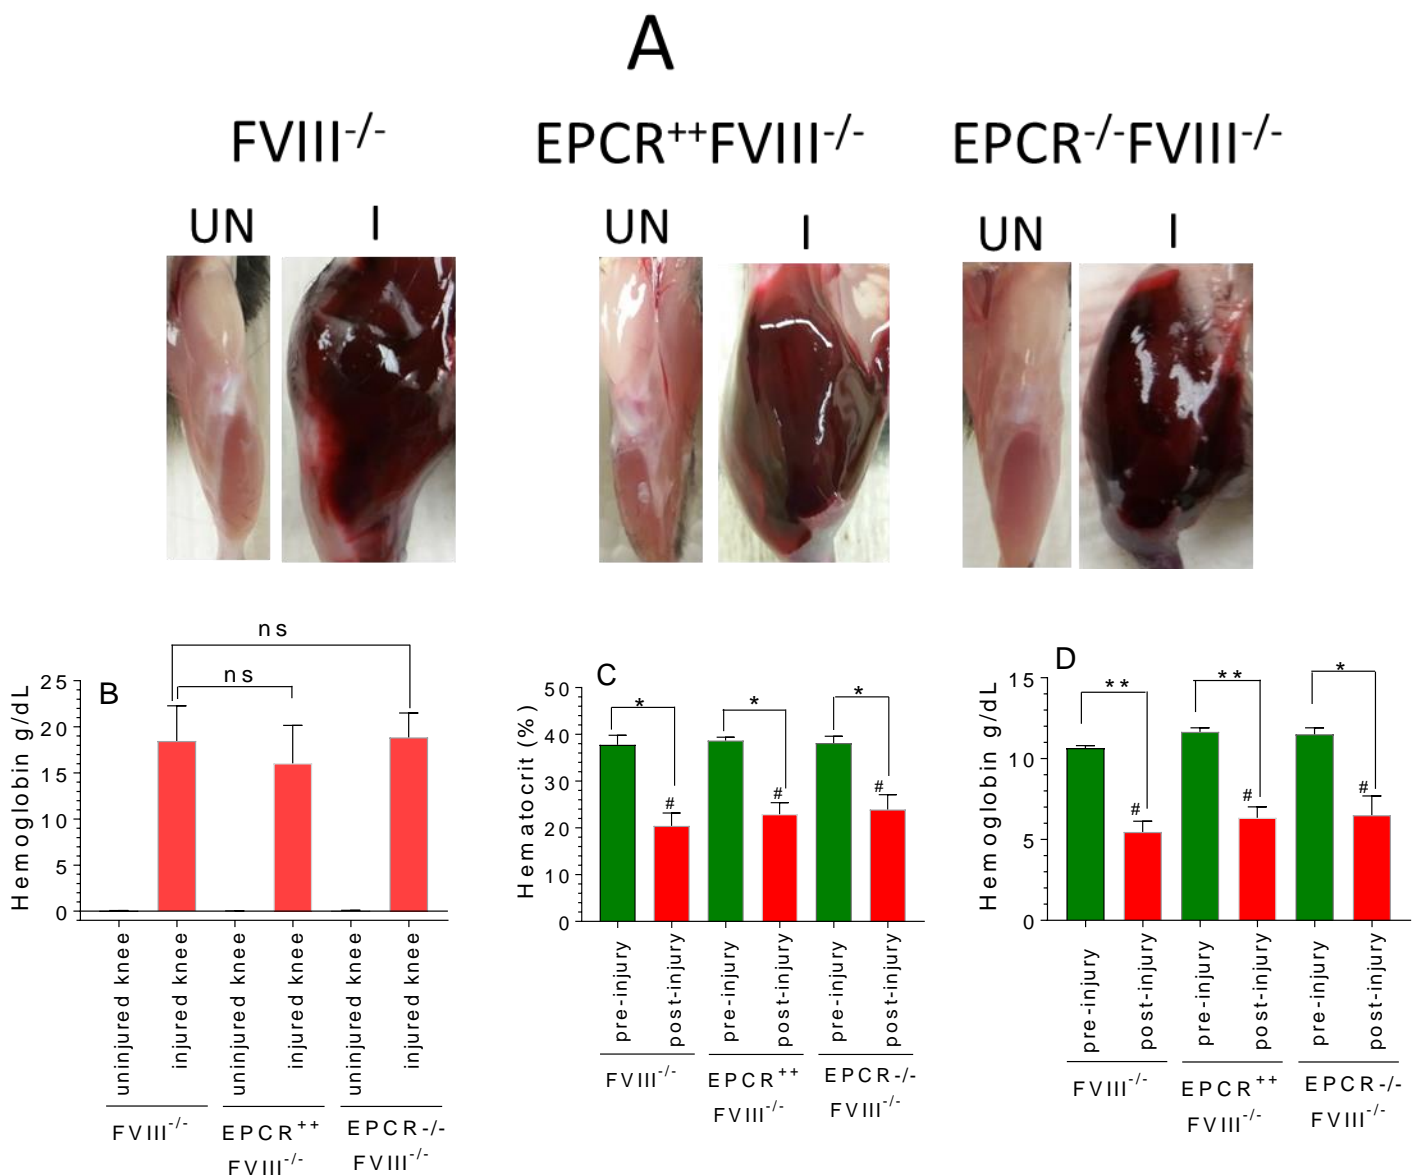 A
FVIII-/-
EPCR++FVIII-/-
EPCR-/-FVIII-/-
UN
I
UN
I
UN
I
B
Hemoglobin g/dL
25
20
15
10
5
0
ns
ns
uninjured knee
injured knee
uninjured knee
injured knee
uninjured knee
injured knee
FVIII-/-
EPCR++
FVIII-/-
EPCR-/-
FVIII-/-
C
Hematocrit (%)
50
40
30
20
10
0
*
*
*
#
#
#
pre-injury
post-injury
pre-injury
post-injury
pre-injury
post-injury
FVIII-/-
EPCR++
FVIII-/-
EPCR-/-
FVIII-/-
D
Hemoglobin g/dL
15
10
5
0
**
**
*
#
#
#
pre-injury
post-injury
pre-injury
post-injury
pre-injury
post-injury
FVIII-/-
EPCR++
FVIII-/-
EPCR-/-
FVIII-/-